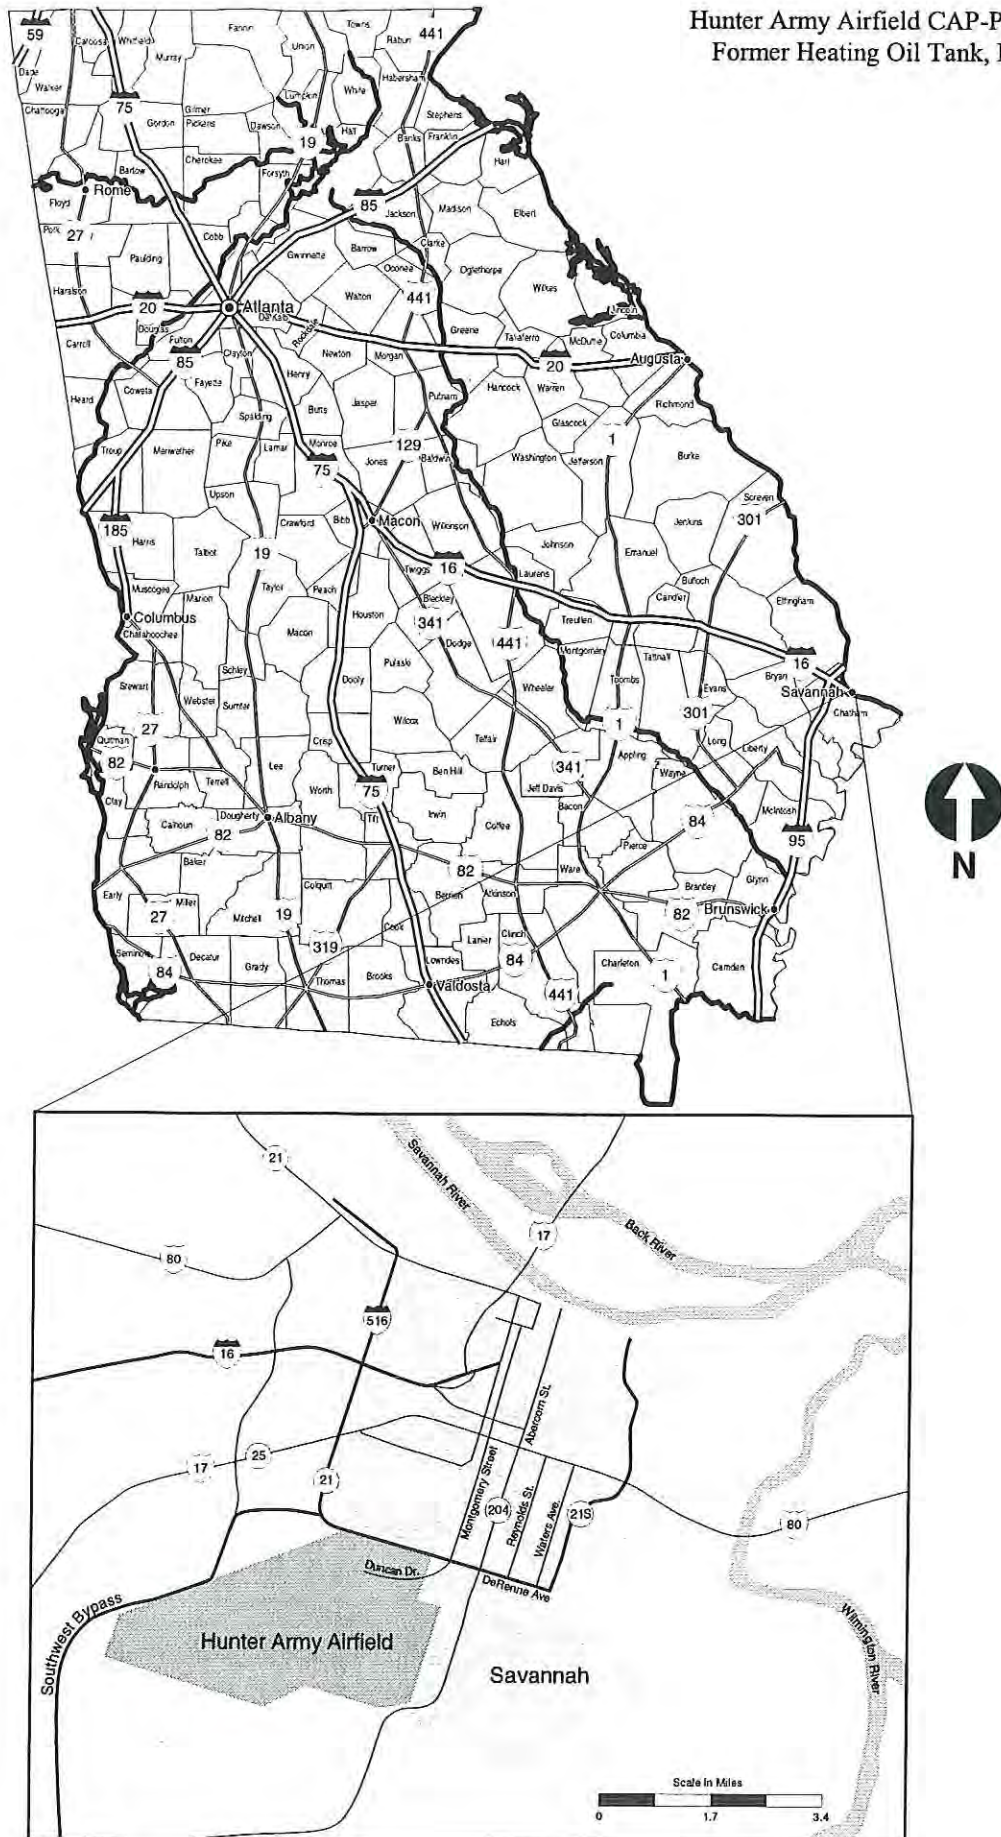 Hunter Army Airfield CAP-P
Former Heating Oil Tank,
59
Catoosa
Whitfield
Fannin
Towns
Rabun
441
Union
Murray
Dade
Walker
Habersham
White
Lumpkin
Chattooga
75
Gilmer
Gordon
Pickens
Dawson
Hall
Stephens
Banks
Franklin
19
Hart
Cherokee
Bartow
Forsyth
Rome
Floyd
85
Jackson
Madison
Elbert
Polk
27
Cobb
Gwinnette
Barrow
Clarke
Oconee
Oglethorpe
Paulding
Haralson
Walton
441
Wilkes
20
Atlanta
DeKalb
Rockdale
Lincoln
Douglas
Fulton
Greene
Taliaferro
McDuffie
Columbia
Carroll
85
Clayton
Newton
Morgan
20
Augusta
Henry
Fayette
Hancock
Warren
Heard
Coweta
Spalding
Butts
Jasper
Putnam
Richmond
Glascock
Troup
Meriwether
Pike
Lamar
Monroe
129
Jones
Baldwin
1
Washington
Jefferson
Burke
75
Upson
Screven
185
Crawford
Bibb
Macon
Wilkinson
Jenkins
301
Harris
Talbot
19
Johnson
Emanuel
Twiggs
16
Laurens
Muscogee
Marion
Taylor
Peach
Bleckley
Candler
Bulloch
Effingham
Columbus
Houston
341
Treutlen
Chatahoochee
Macon
Dodge
441
Montgomery
Tattnall
16
Bryan
Pulaski
Schley
Dooly
Stewart
Webster
Sumter
Wheeler
Toombs
Evans
Savannah
Chatham
27
Wilcox
301
Long
Liberty
Quitman
Crisp
Telfair
1
Appling
82
Lee
Turner
Ben Hill
341
Wayne
Randolph
Terrell
Worth
75
Jeff Davis
Clay
Bacon
McIntosh
Calhoun
Dougherty
Albany
Tift
Irwin
Coffee
84
82
95
Baker
Pierce
82
Ware
Early
Colquitt
Berrien
Atkinson
Brantley
Glynn
27
Miller
Mitchell
19
Cook
82
Brunswick
319
Lanier
Clinch
Seminole
Decatur
Grady
Lowndes
84
Charleton
Camden
84
Thomas
Brooks
Valdosta
441
1
Echols
N
21
Savannah River
17
Back River
80
516
16
Abercorn St.
Montgomery Street
17
25
21
204
Reynolds St.
Waters Ave.
21S
80
Duncan Dr.
DeRenne Ave
Southwest Bypass
Hunter Army Airfield
Wilmington River
Savannah
Scale in Miles
0 1.7 3.4